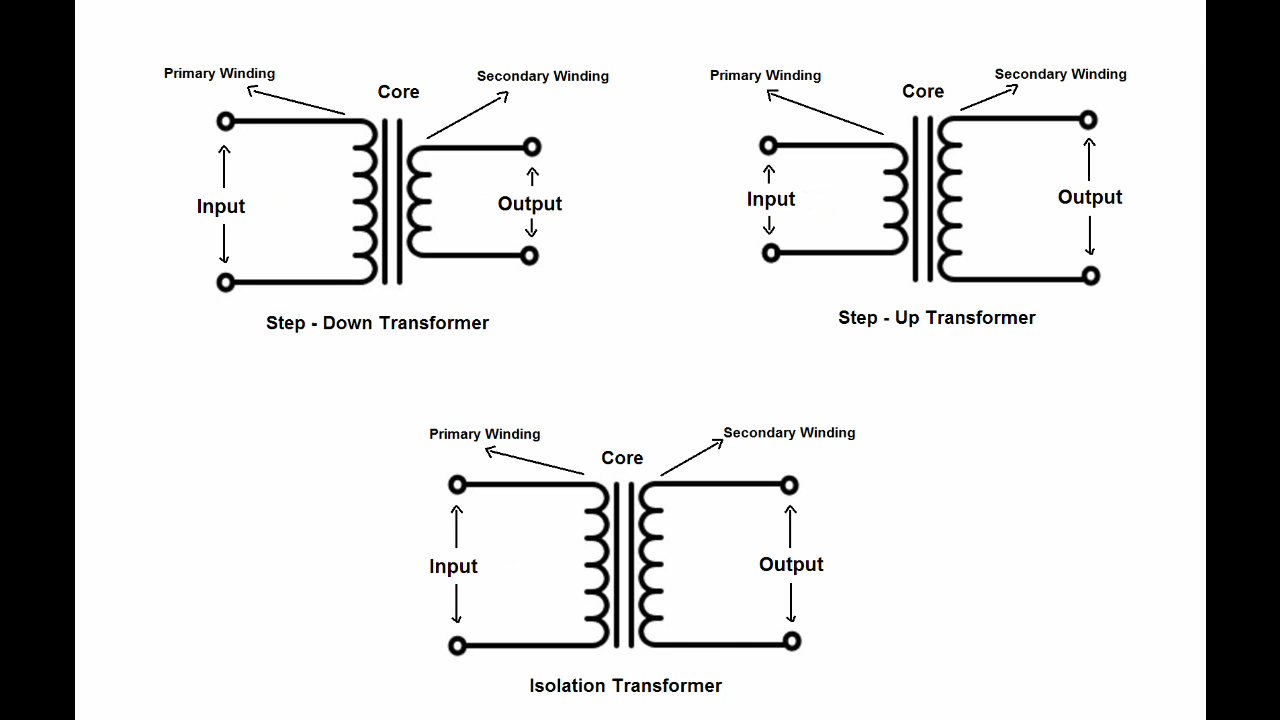 Primary Winding
Secondary Winding
Core
Input
Output
Step - Down Transformer
Primary Winding
Secondary Winding
Core
Input
Output
Step - Up Transformer
Primary Winding
Secondary Winding
Core
Input
Output
Isolation Transformer